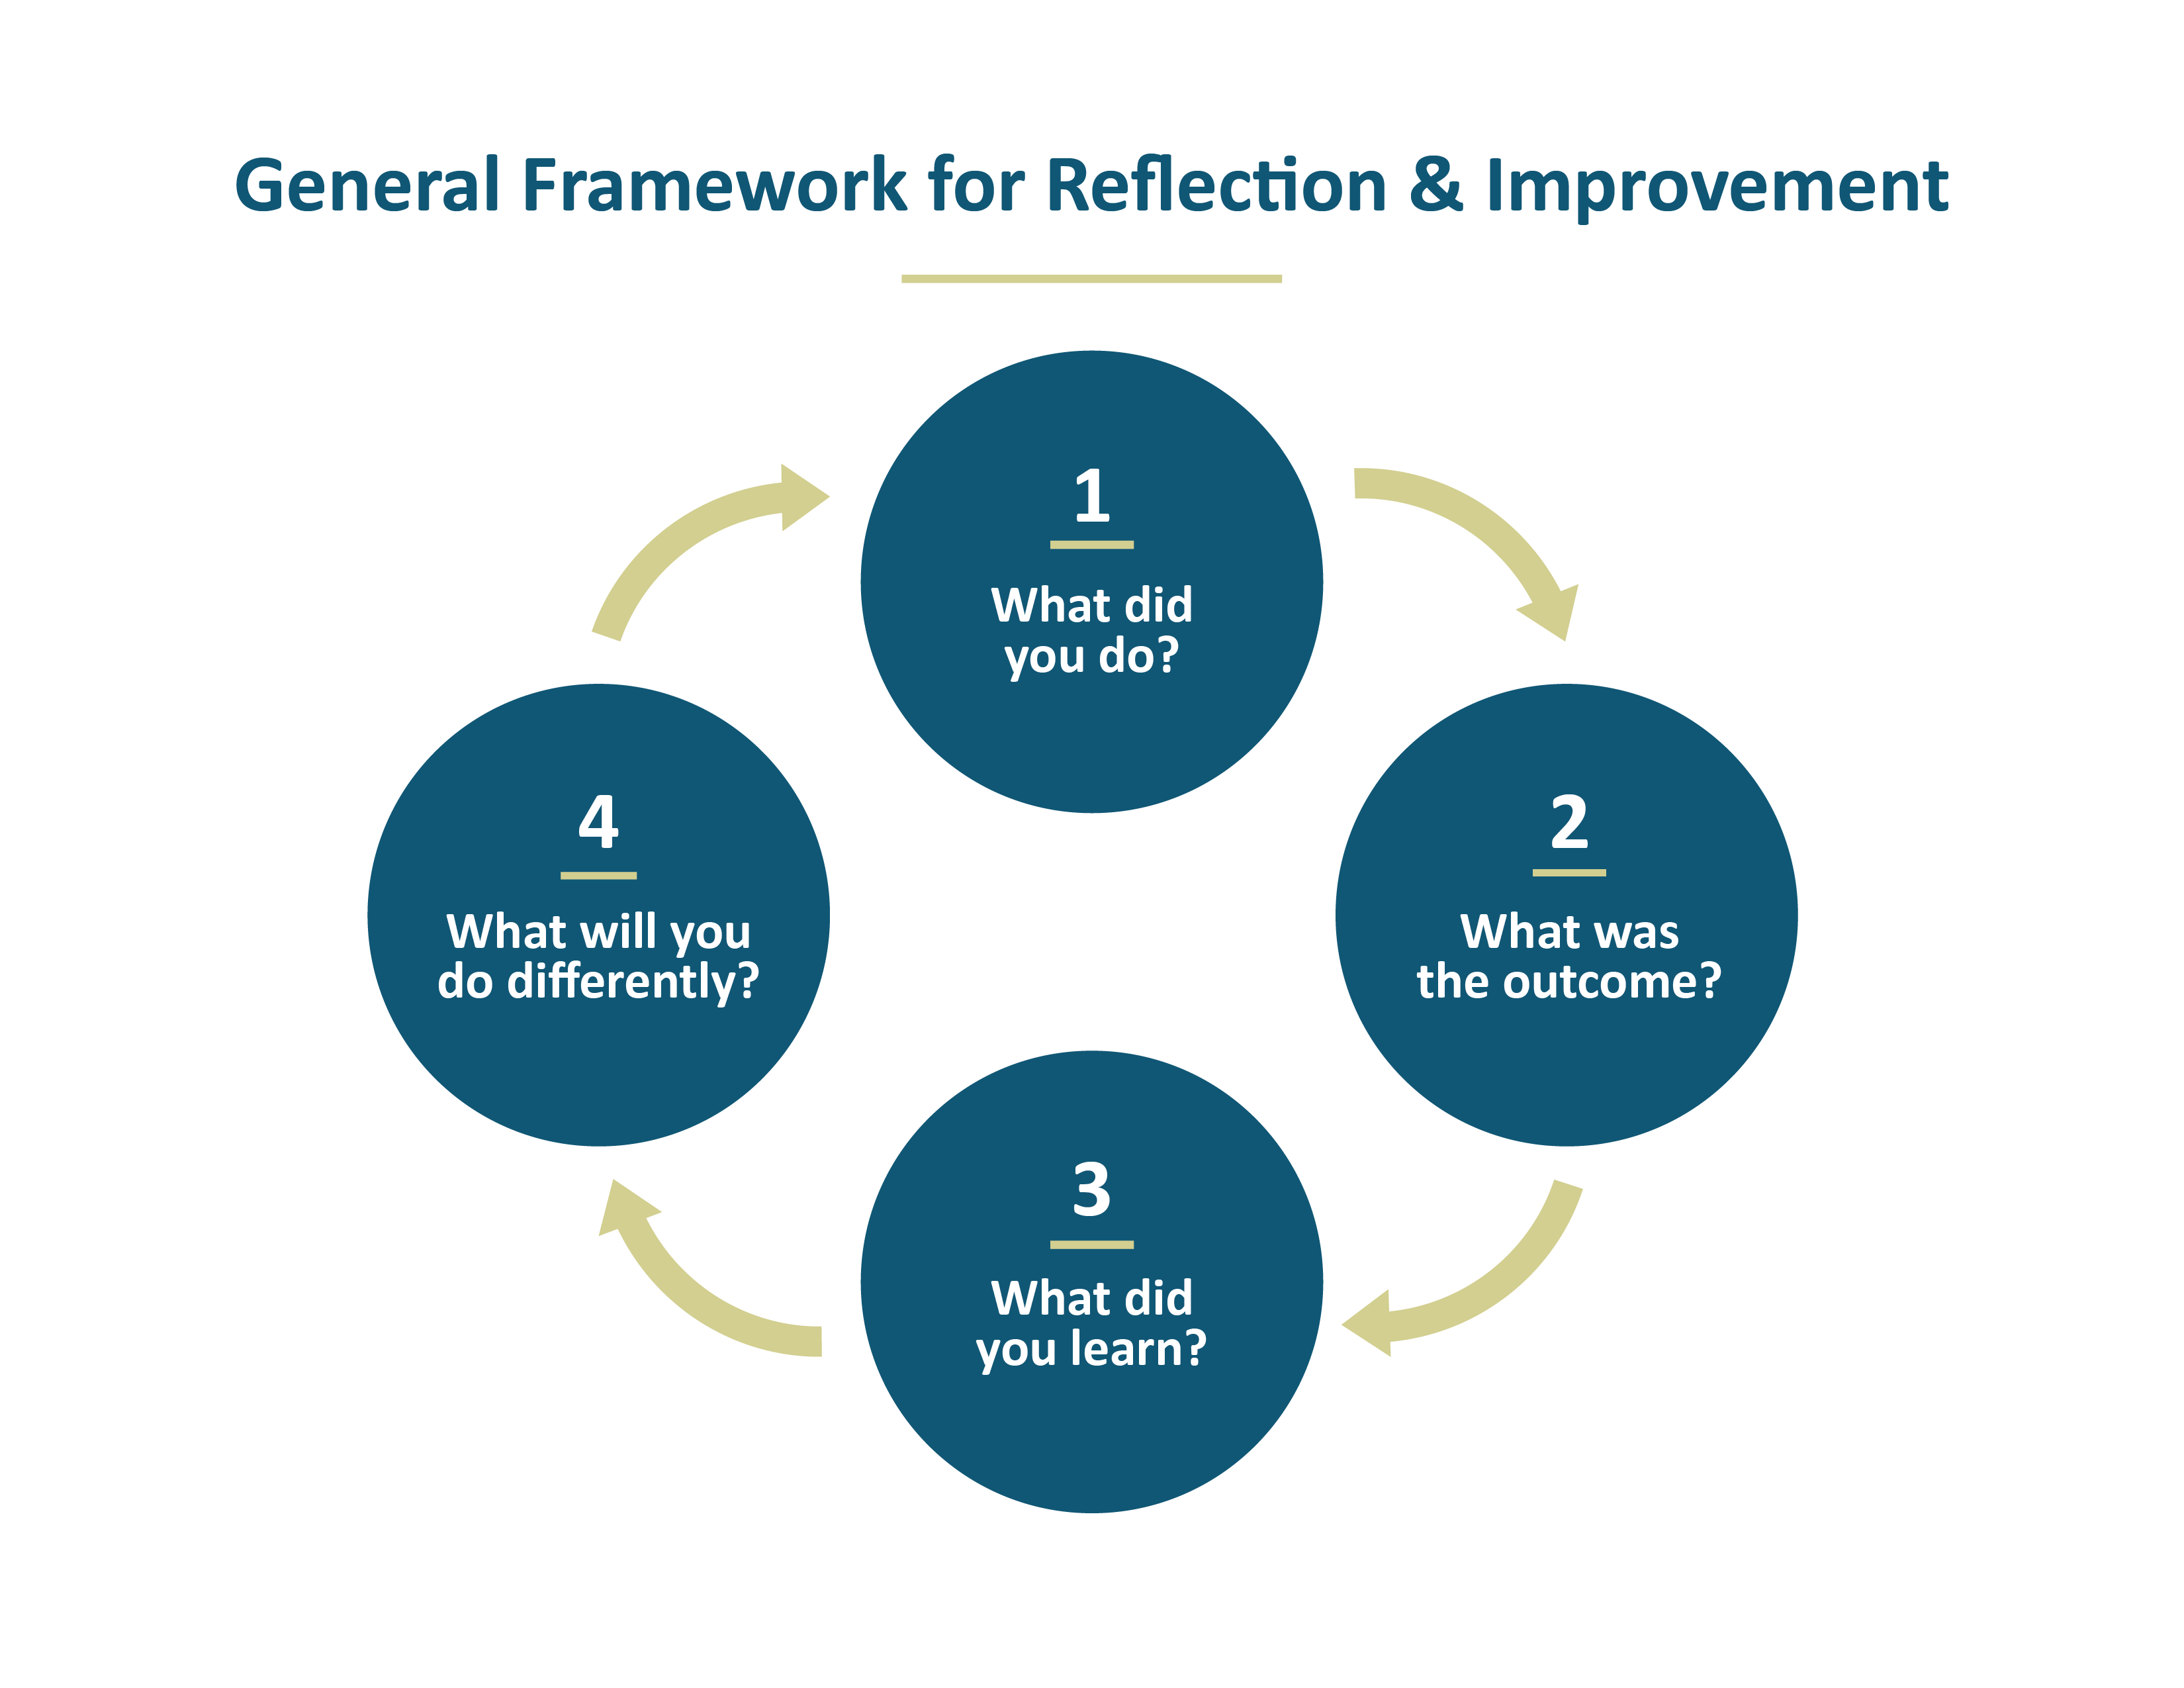 General Framework for Reflection & Improvement
1
What did
you do?
2
What was
the outcome?
3
What did
you learn?
4
What will you
do differently?